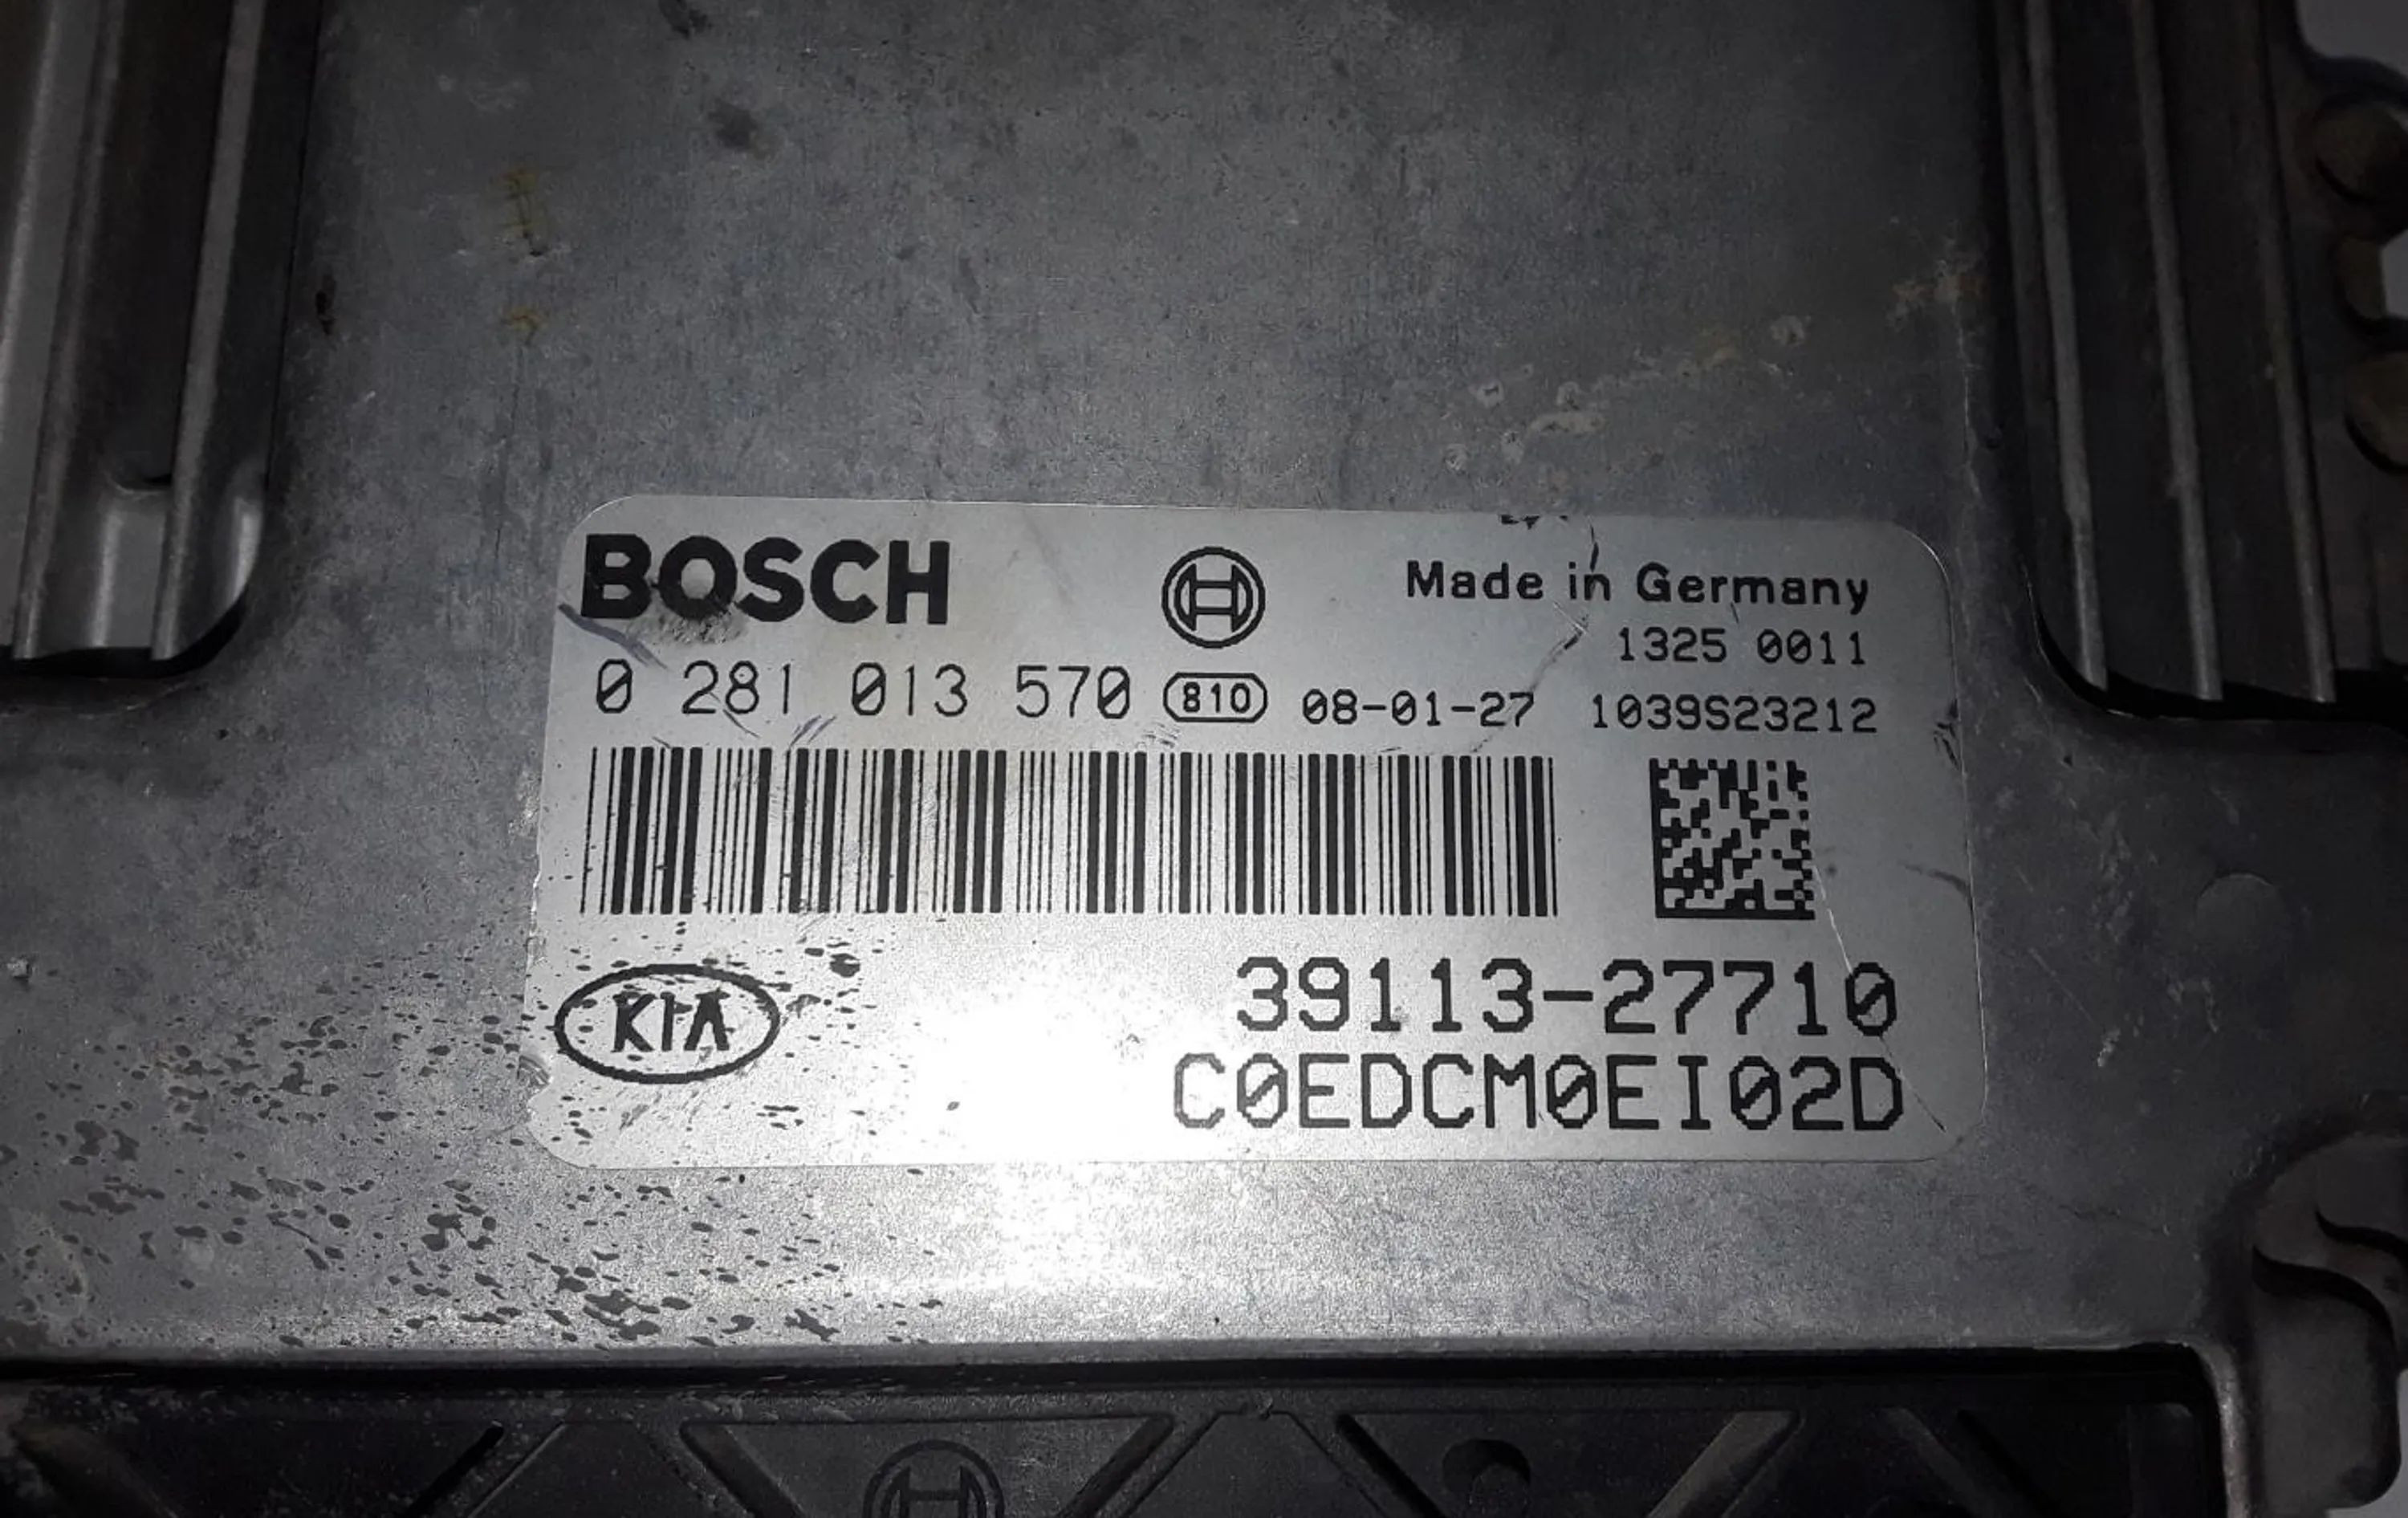 BOSCH
Made in Germany
1325 0011
0 281 013 570 810 08-01-27 1039S23212
KIA
39113-27710
C0EDCM0EI02D